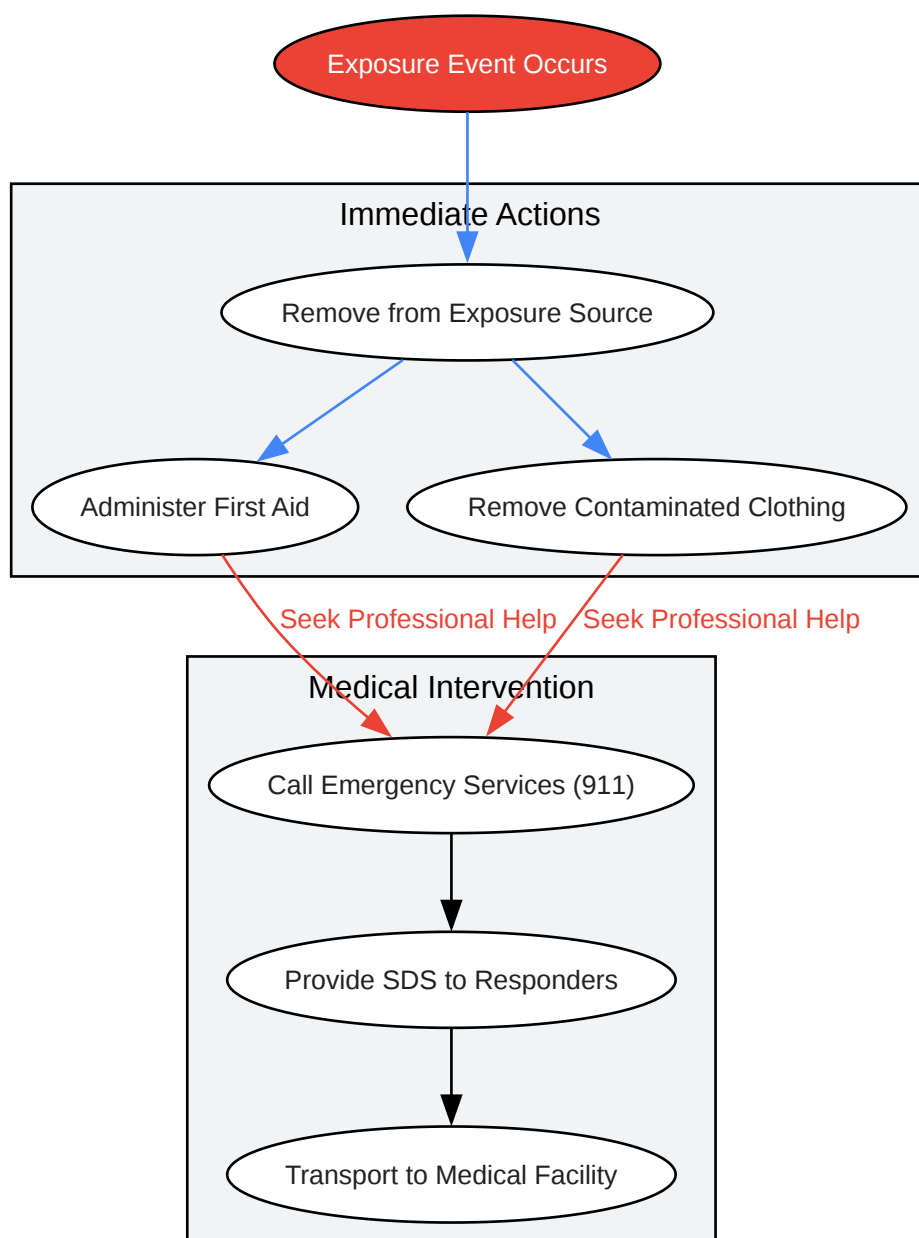 Exposure Event Occurs
Immediate Actions
Remove from Exposure Source
Administer First Aid
Remove Contaminated Clothing
Seek Professional Help
Seek Professional Help
Medical Intervention
Call Emergency Services (911)
Provide SDS to Responders
Transport to Medical Facility